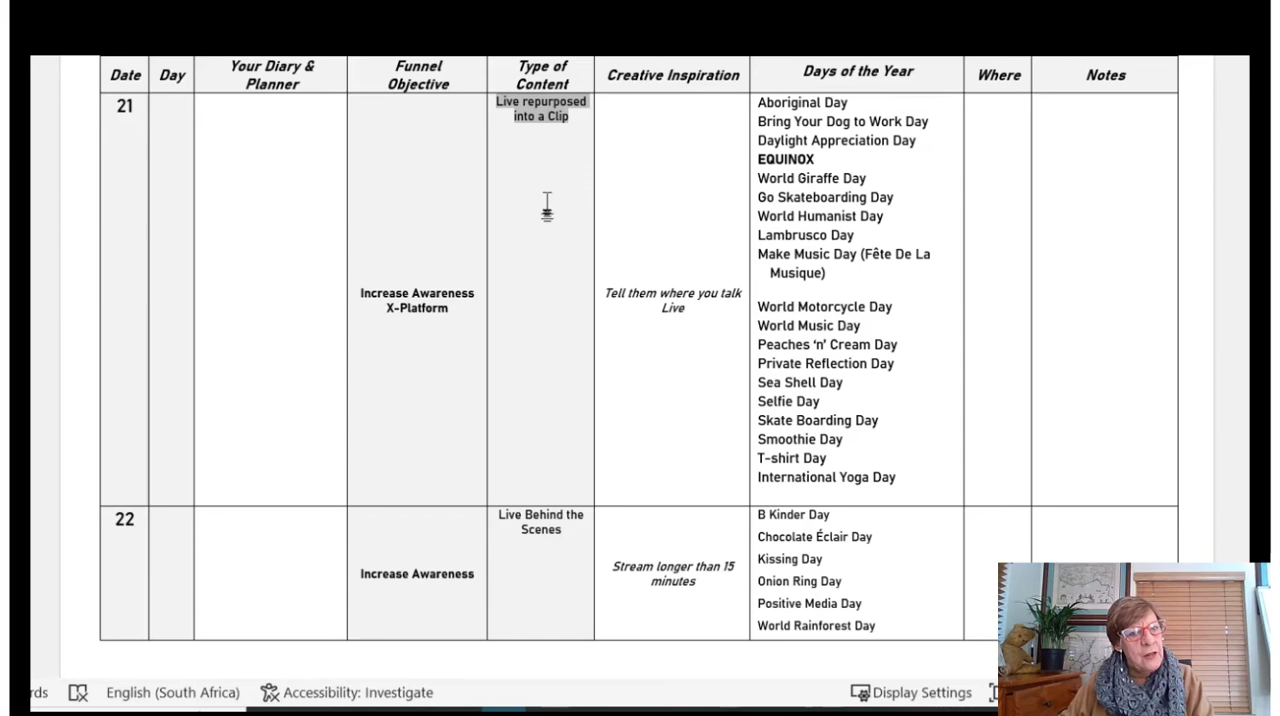 Date Day Your Diary & Planner Funnel Objective Type of Content Creative Inspiration Days of the Year Where Notes
21
Increase Awareness
X-Platform
Live repurposed
into a Clip
Tell them where you talk
Live
Aboriginal Day
Bring Your Dog to Work Day
Daylight Appreciation Day
EQUINOX
World Giraffe Day
Go Skateboarding Day
World Humanist Day
Lambrusco Day
Make Music Day (Fête De La
Musique)
World Motorcycle Day
World Music Day
Peaches ‘n’ Cream Day
Private Reflection Day
Sea Shell Day
Selfie Day
Skate Boarding Day
Smoothie Day
T-shirt Day
International Yoga Day
22
Increase Awareness
Live Behind the
Scenes
Stream longer than 15
minutes
B Kinder Day
Chocolate Éclair Day
Kissing Day
Onion Ring Day
Positive Media Day
World Rainforest Day
rds English (South Africa) Accessibility: Investigate Display Settings